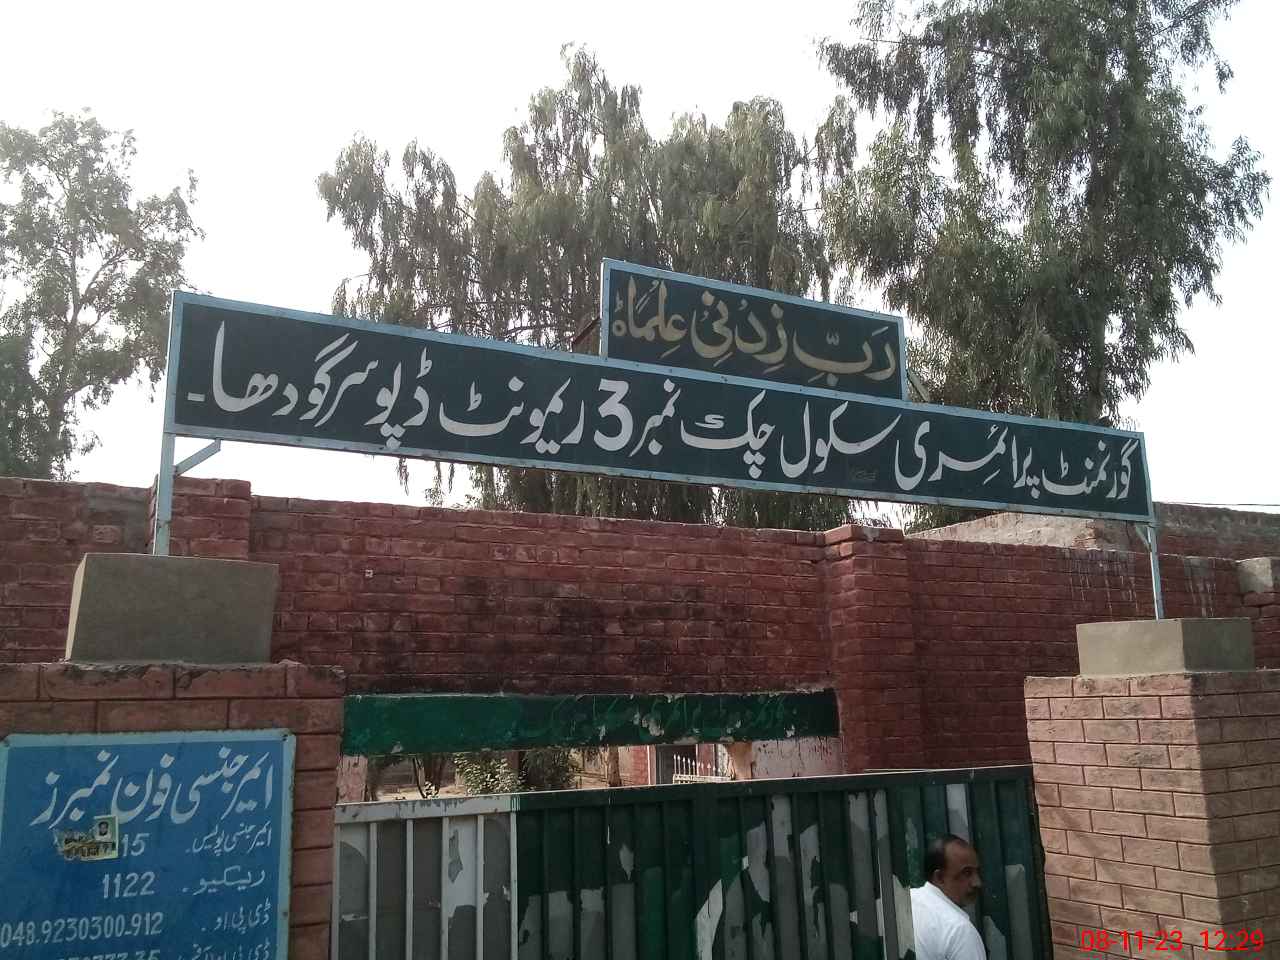 رَبِّ زِدْنِیْ عِلْمًا
گورنمنٹ پرائمری سکول چک نمبر 3 ریمونٹ ڈپو سرگودھا۔
ایمرجنسی فون نمبرز
ایمرجنسی پولیس۔ 15
ریسکیو۔ 1122
ڈی پی او 048.9230300.912
08-11-23 12:29